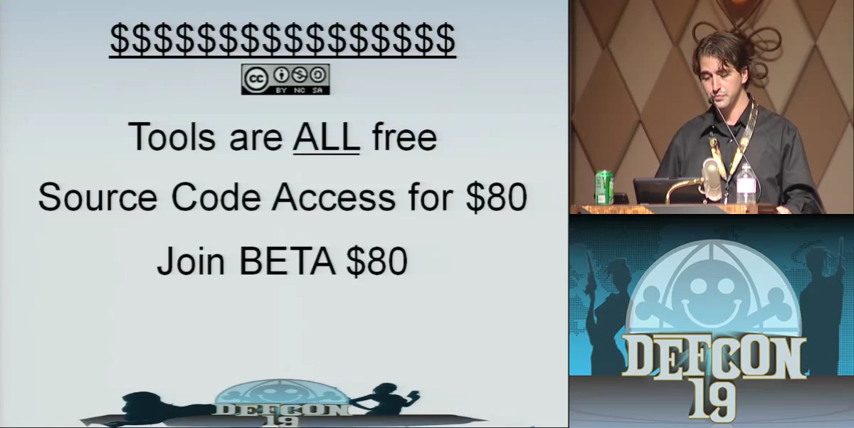 $$$$$$$$$$$$$$$$
cc BY NC SA
Tools are ALL free
Source Code Access for $80
Join BETA $80
DEFCON
19
DEFCON
19